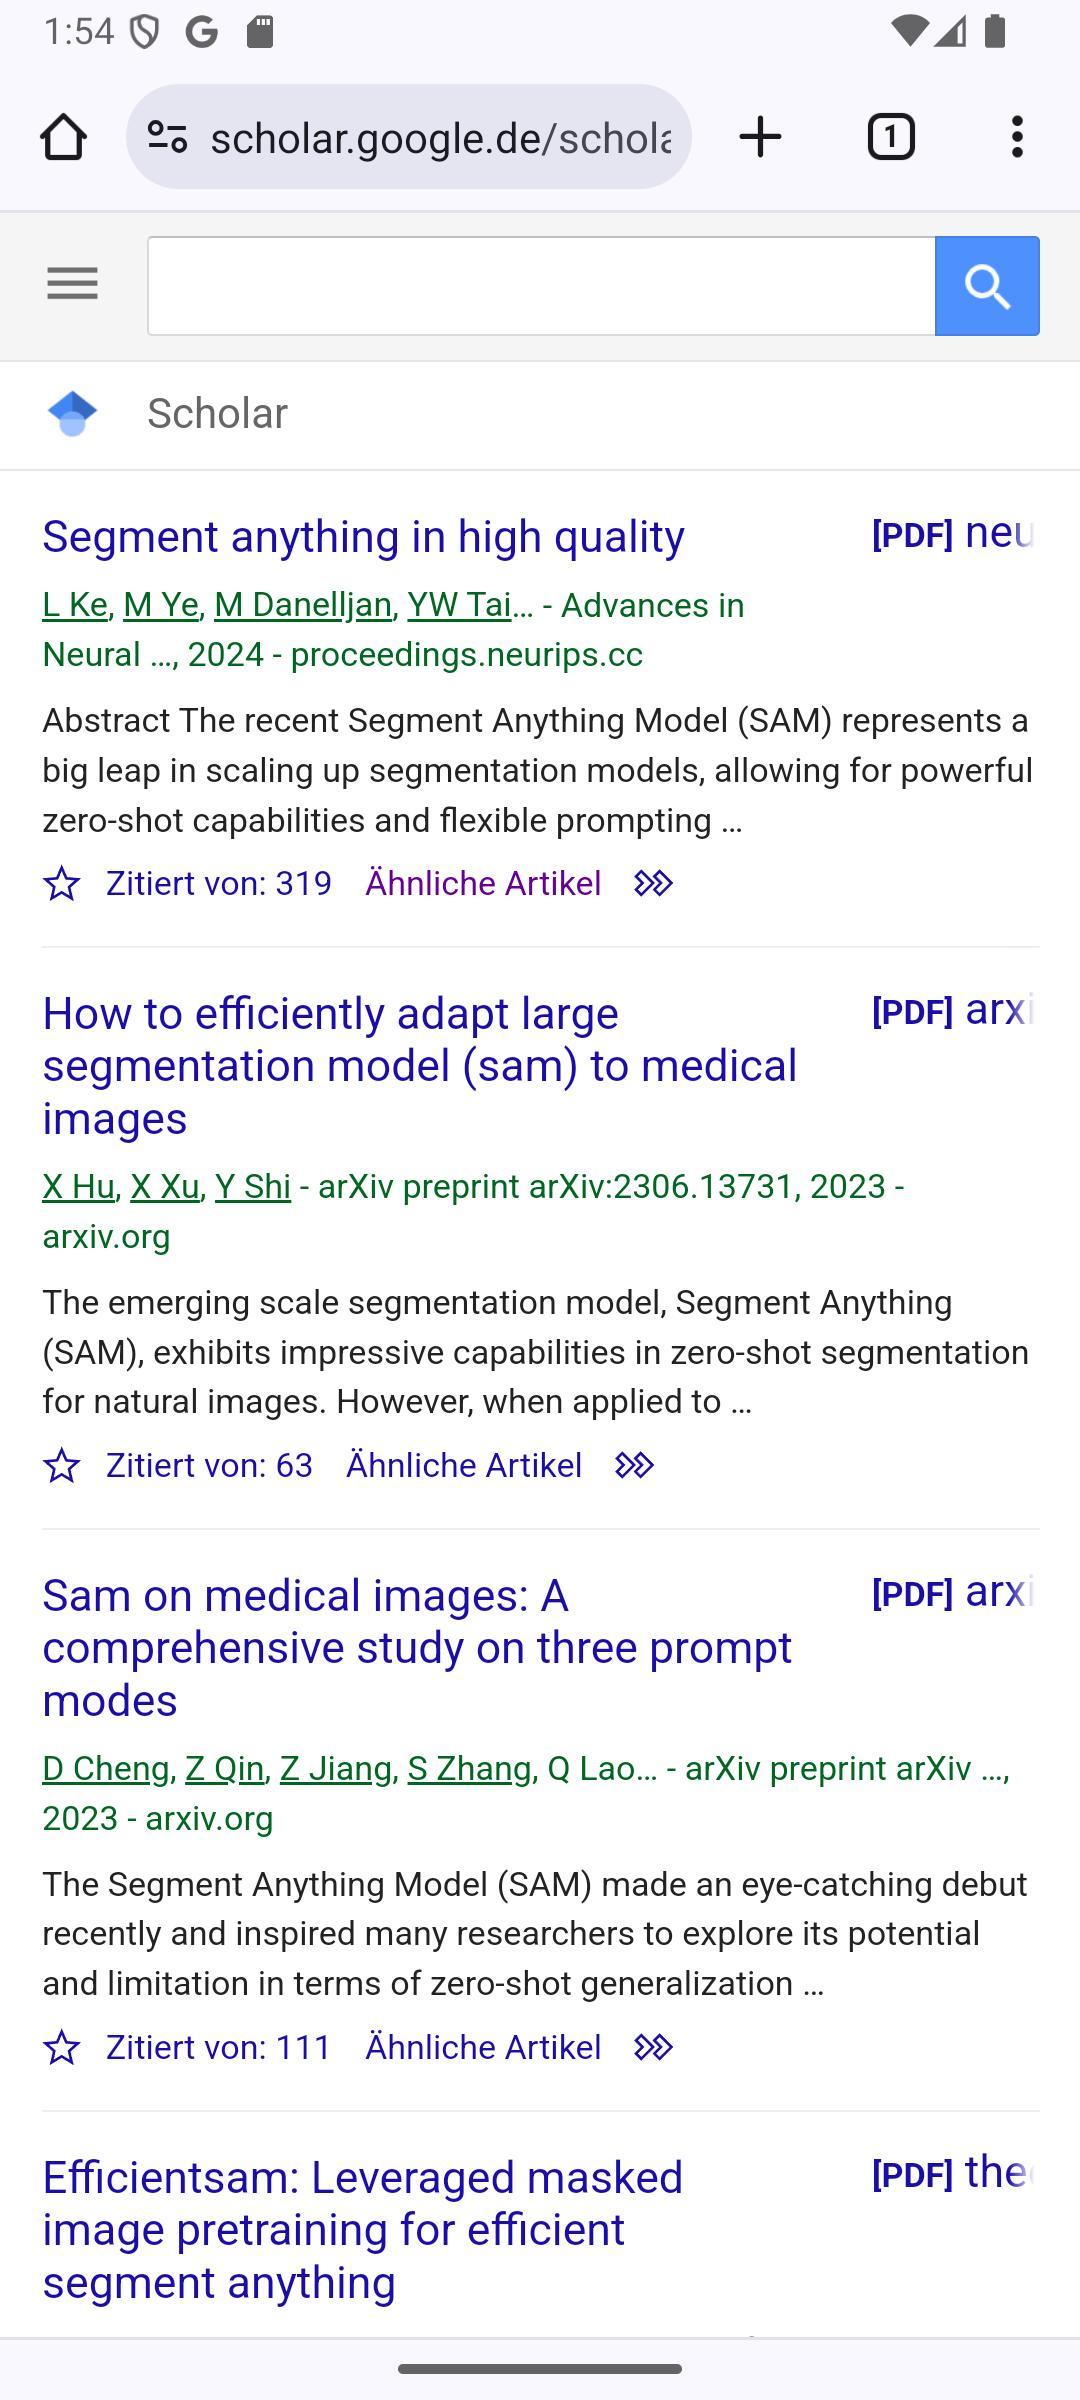 1:54
scholar.google.de/schola
1
Scholar
Segment anything in high quality
[PDF] neu
L Ke, M Ye, M Danelljan, YW Tai… - Advances in
Neural …, 2024 - proceedings.neurips.cc
Abstract The recent Segment Anything Model (SAM) represents a
big leap in scaling up segmentation models, allowing for powerful
zero-shot capabilities and flexible prompting …
Zitiert von: 319 Ähnliche Artikel
How to efficiently adapt large
segmentation model (sam) to medical
images
[PDF] arxi
X Hu, X Xu, Y Shi - arXiv preprint arXiv:2306.13731, 2023 -
arxiv.org
The emerging scale segmentation model, Segment Anything
(SAM), exhibits impressive capabilities in zero-shot segmentation
for natural images. However, when applied to …
Zitiert von: 63 Ähnliche Artikel
Sam on medical images: A
comprehensive study on three prompt
modes
[PDF] arxi
D Cheng, Z Qin, Z Jiang, S Zhang, Q Lao… - arXiv preprint arXiv …,
2023 - arxiv.org
The Segment Anything Model (SAM) made an eye-catching debut
recently and inspired many researchers to explore its potential
and limitation in terms of zero-shot generalization …
Zitiert von: 111 Ähnliche Artikel
Efficientsam: Leveraged masked
image pretraining for efficient
segment anything
[PDF] the